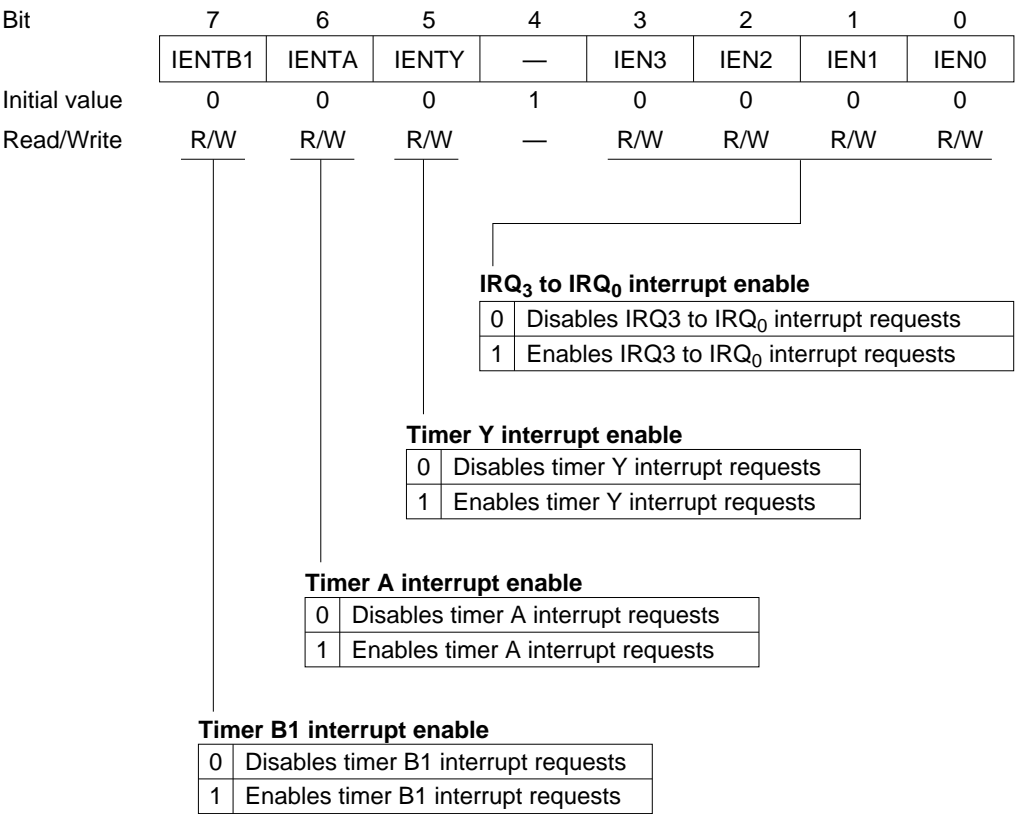 Bit 7 6 5 4 3 2 1 0
IENTB1 IENTA IENTY — IEN3 IEN2 IEN1 IEN0
Initial value 0 0 0 1 0 0 0 0
Read/Write R/W R/W R/W — R/W R/W R/W R/W
IRQ₃ to IRQ₀ interrupt enable
0 Disables IRQ3 to IRQ₀ interrupt requests
1 Enables IRQ3 to IRQ₀ interrupt requests
Timer Y interrupt enable
0 Disables timer Y interrupt requests
1 Enables timer Y interrupt requests
Timer A interrupt enable
0 Disables timer A interrupt requests
1 Enables timer A interrupt requests
Timer B1 interrupt enable
0 Disables timer B1 interrupt requests
1 Enables timer B1 interrupt requests